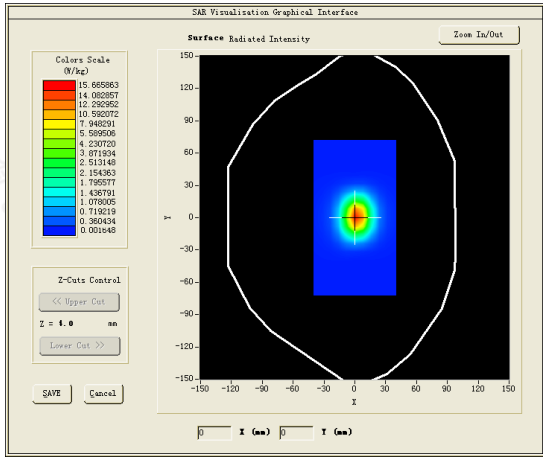 SAR Visualisation Graphical Interface
Surface Radiated Intensity
Zoom In/Out
Colors Scale
(W/kg)
15.665863
14.082857
12.292952
10.592072
7.948291
5.589506
4.230720
3.871934
2.513148
2.154363
1.795577
1.436791
1.078005
0.719219
0.360434
0.001648
Z-Cuts Control
<< Upper Cut
Z = 4.0 mm
Lower Cut >>
SAVE Cancel
150
120
90
60
30
0
-30
-60
-90
-120
-150
Y
-150 -120 -90 -60 -30 0 30 60 90 120 150
X
0 X (mm) 0 Y (mm)